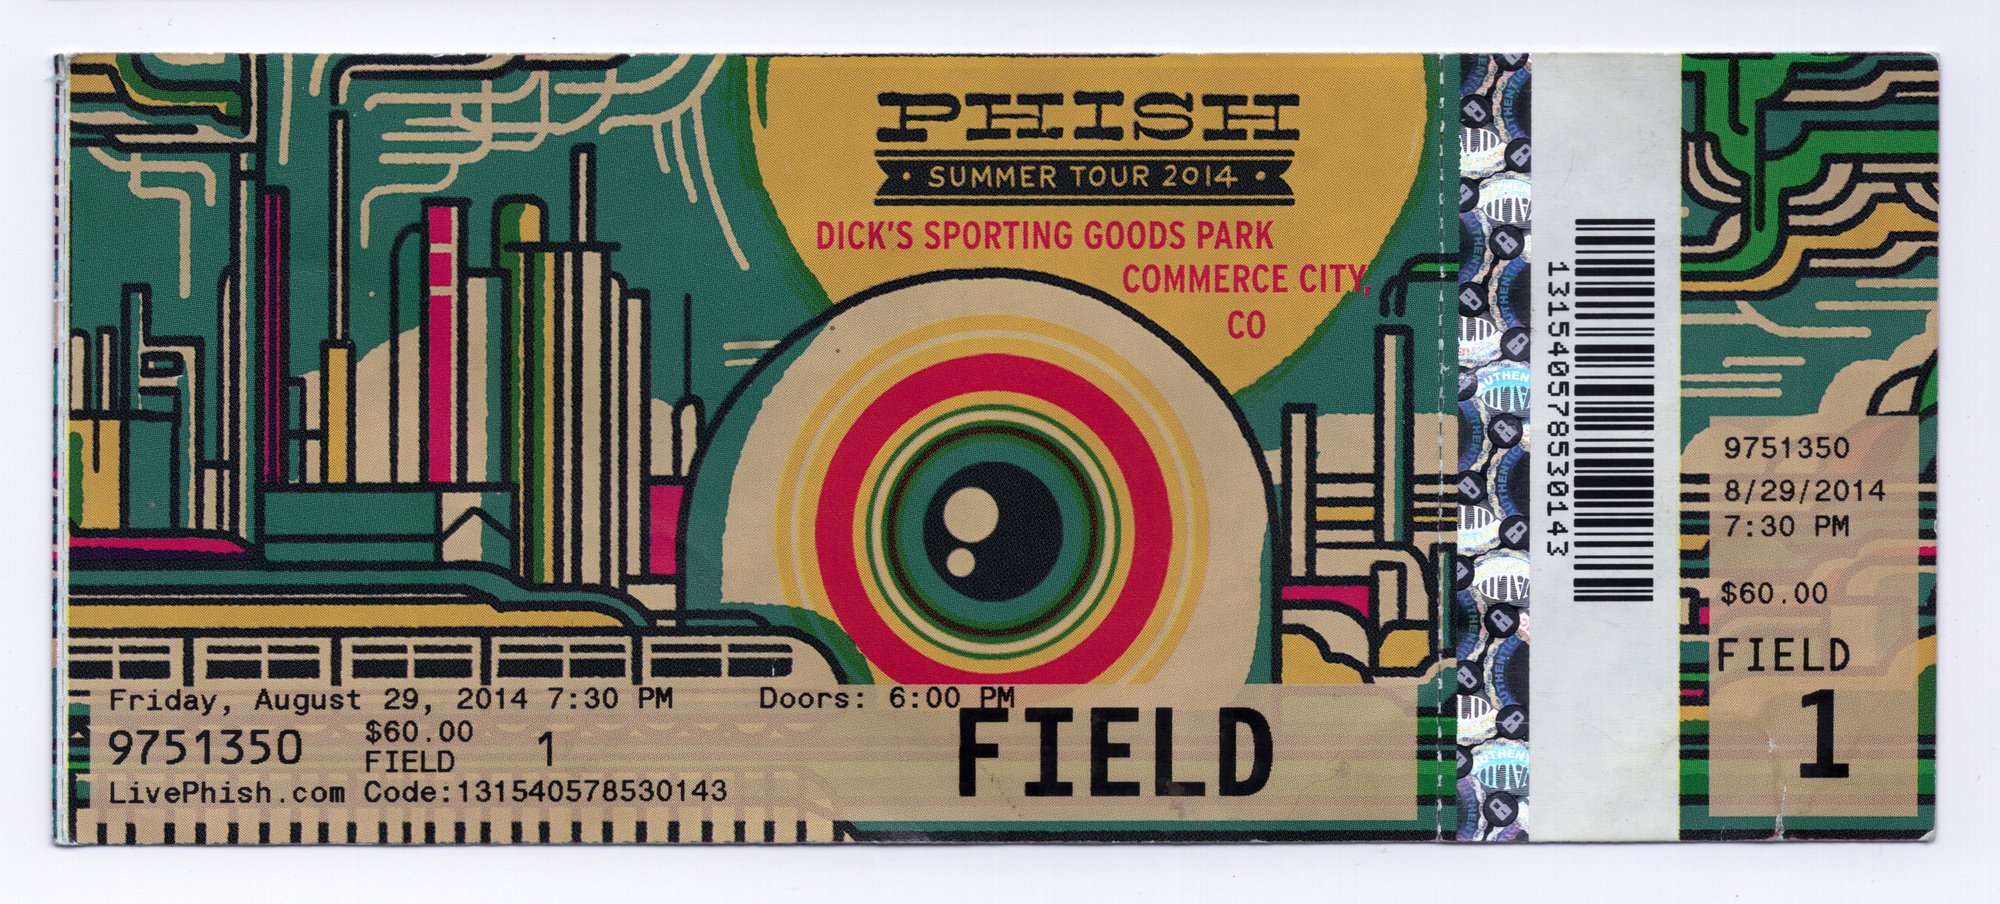 PHISH
• SUMMER TOUR 2014 •
DICK'S SPORTING GOODS PARK
COMMERCE CITY,
CO
Friday, August 29, 2014 7:30 PM Doors: 6:00 PM
9751350 $60.00
FIELD 1
FIELD
LivePhish.com Code:131540578530143
VALID
AUTHENTIC
131540578530143
9751350
8/29/2014
7:30 PM
$60.00
FIELD
1